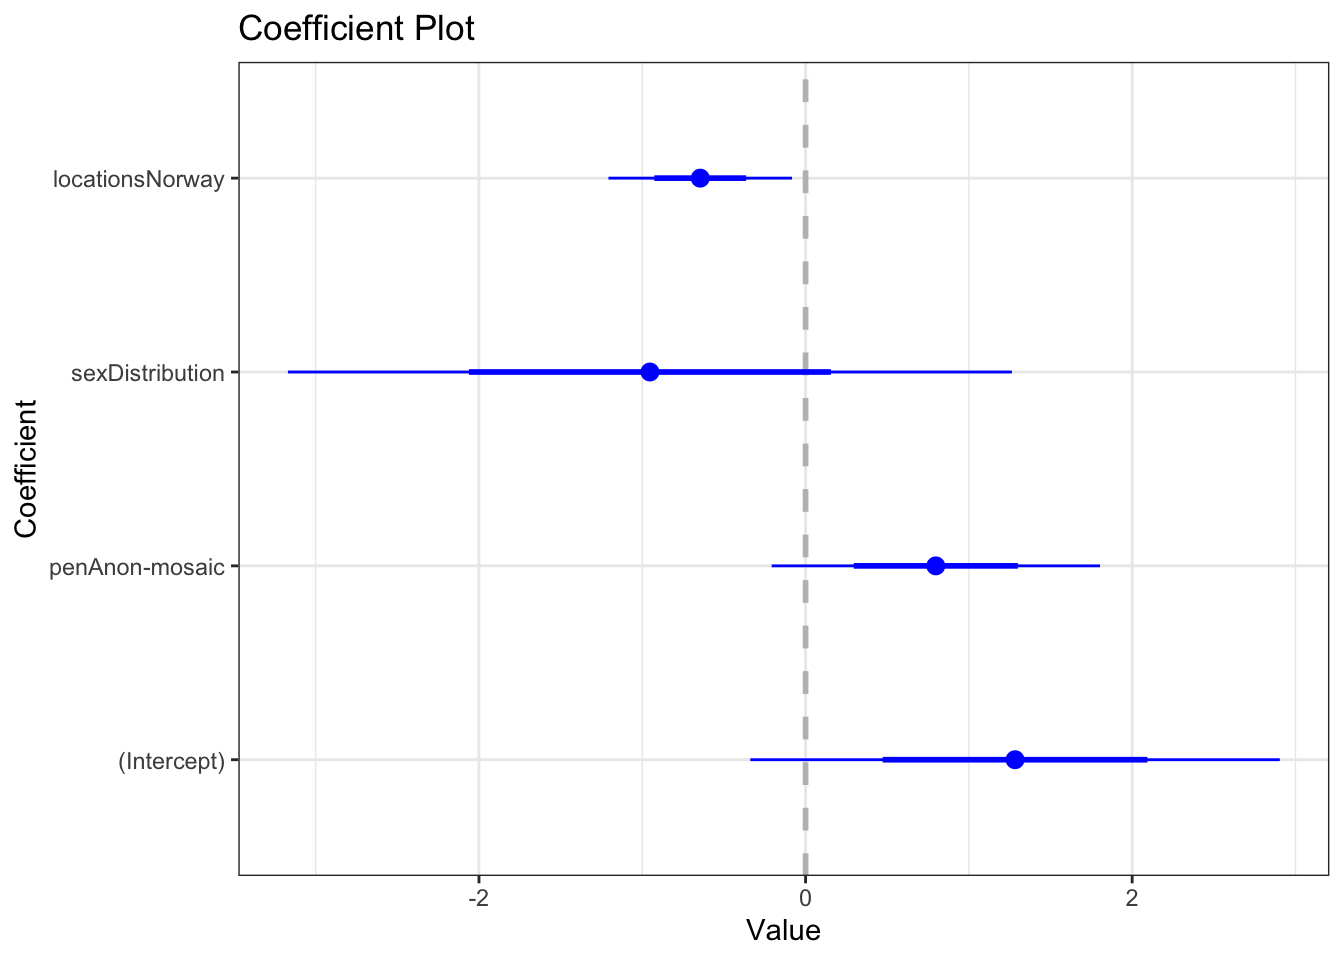 Coefficient Plot
locationsNorway
sexDistribution
penAnon-mosaic
(Intercept)
Coefficient
-2
0
2
Value